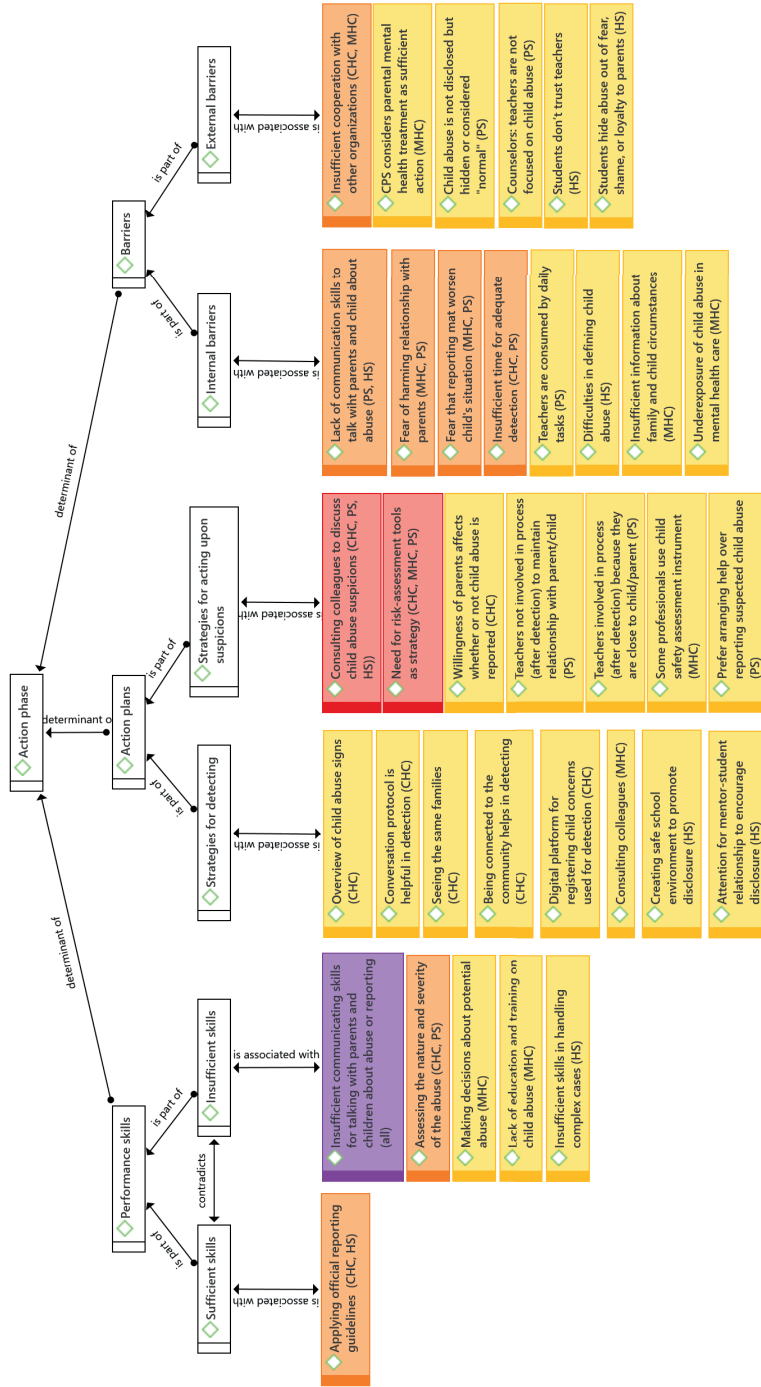 Action phase
determinant of
determinant o
determinant of
Performance skills
Action plans
Barriers
is part of
is part of
is part of
is part of
is part of
is part of
Sufficient skills
contradicts
Insufficient skills
Strategies for detecting
Strategies for acting upon
suspicions
Internal barriers
External barriers
is associated with
is associated with
is associated with
is associated with
is associated with
is associated with
Applying official reporting
guidelines (CHC, HS)
Insufficient communicating skills
for talking with parents and
children about abuse or reporting
(all)
Assessing the nature and severity
of the abuse (CHC, PS)
Making decisions about potential
abuse (MHC)
Lack of education and training on
child abuse (MHC)
Insufficient skills in handling
complex cases (HS)
Overview of child abuse signs
(CHC)
Conversation protocol is
helpful in detection (CHC)
Seeing the same families
(CHC)
Being connected to the
community helps in detecting
(CHC)
Digital platform for
registering child concerns
used for detection (CHC)
Consulting colleagues (MHC)
Creating safe school
environment to promote
disclosure (HS)
Attention for mentor-student
relationship to encourage
disclosure (HS)
Consulting colleagues to discuss
child abuse suspicions (CHC, PS,
HS))
Need for risk-assessment tools
as strategy (CHC, MHC, PS)
Willingness of parents affects
whether or not child abuse is
reported (CHC)
Teachers not involved in process
(after detection) to maintain
relationship with parent/child
(PS)
Teachers involved in process
(after detection) because they
are close to child/parent (PS)
Some professionals use child
safety assessment instrument
(MHC)
Prefer arranging help over
reporting suspected child abuse
(PS)
Lack of communication skills to
talk wiht parents and child about
abuse (PS, HS)
Fear of harming relationship with
parents (MHC, PS)
Fear that reporting mat worsen
child's situation (MHC, PS)
Insufficient time for adequate
detection (CHC, PS)
Teachers are consumed by daily
tasks (PS)
Difficulties in defining child
abuse (HS)
Insufficient information about
family and child circumstances
(MHC)
Underexposure of child abuse in
mental health care (MHC)
Insufficient cooperation with
other organizations (CHC, MHC)
CPS considers parental mental
health treatment as sufficient
action (MHC)
Child abuse is not disclosed but
hidden or considered
"normal" (PS)
Counselors: teachers are not
focused on child abuse (PS)
Students don't trust teachers
(HS)
Students hide abuse out of fear,
shame, or loyalty to parents (HS)